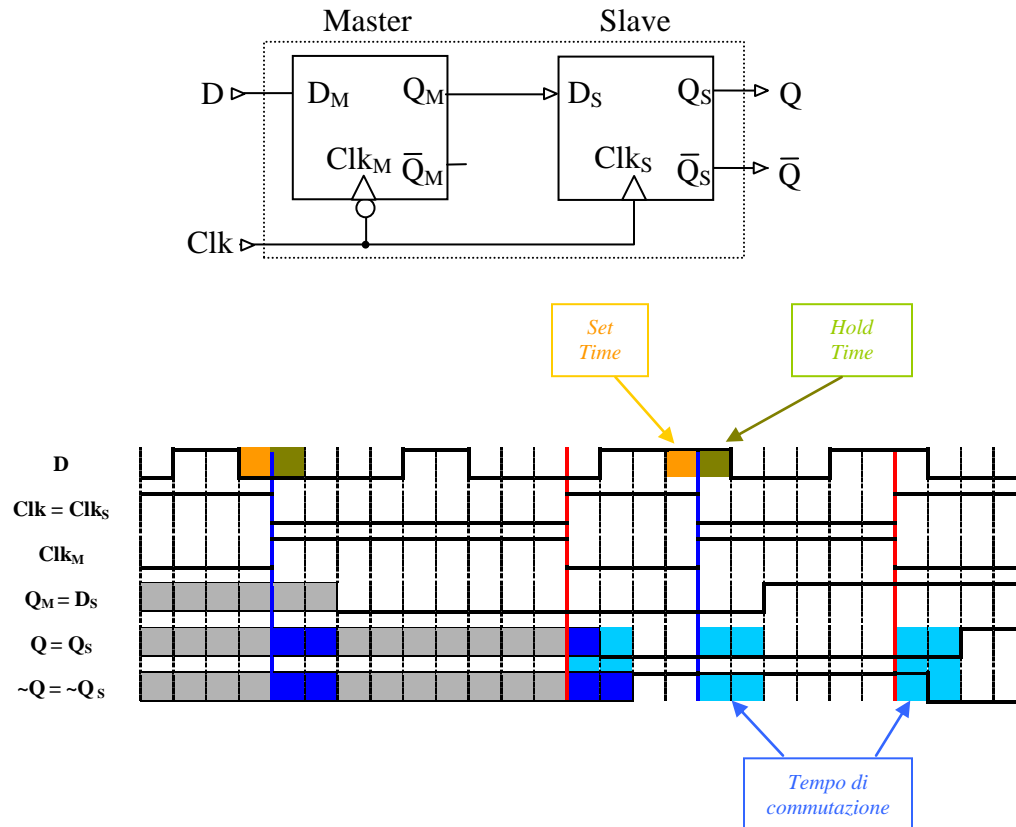 Master Slave
D D_M Q_M D_S Q_S Q
Clk_M Q̅_M Clk_S Q̅_S Q̅
Clk
Set
Time
Hold
Time
D
Clk = Clk_S
Clk_M
Q_M = D_S
Q = Q_S
~Q = ~Q_S
Tempo di
commutazione